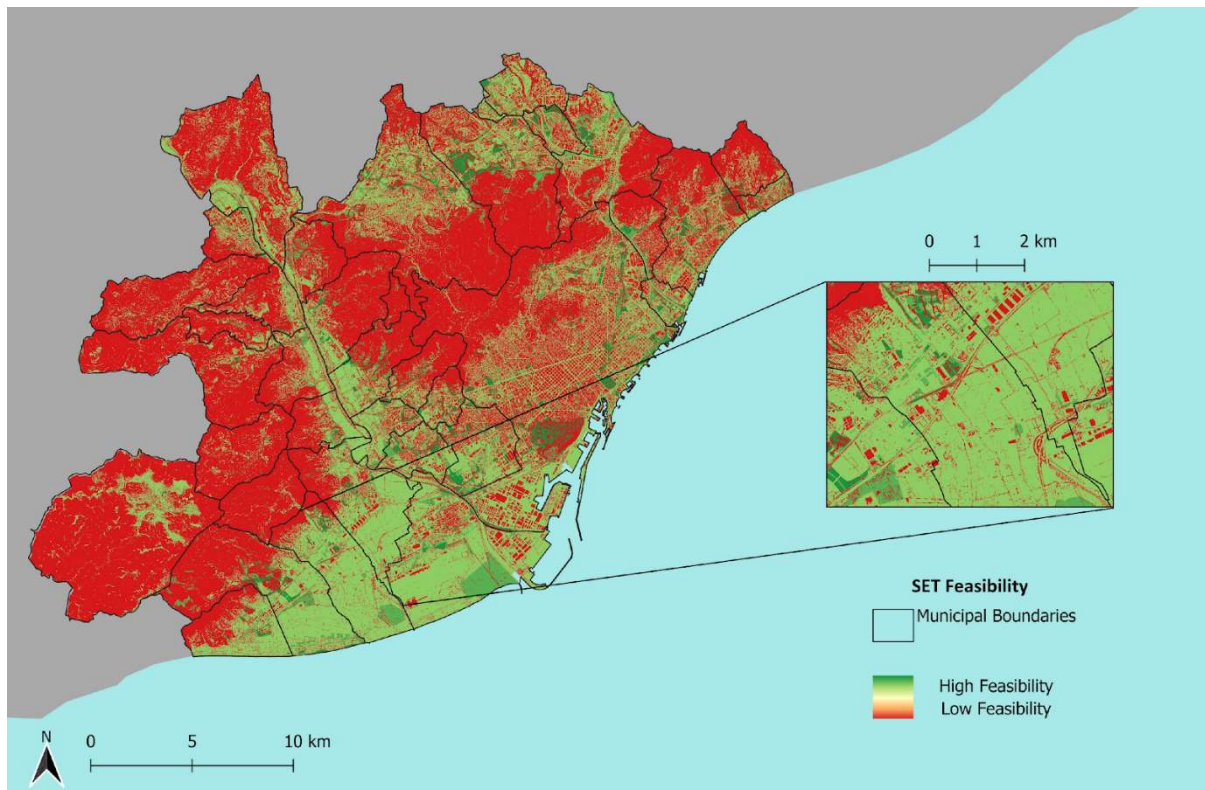 0 1 2 km
SET Feasibility
Municipal Boundaries
High Feasibility
Low Feasibility
N
0 5 10 km